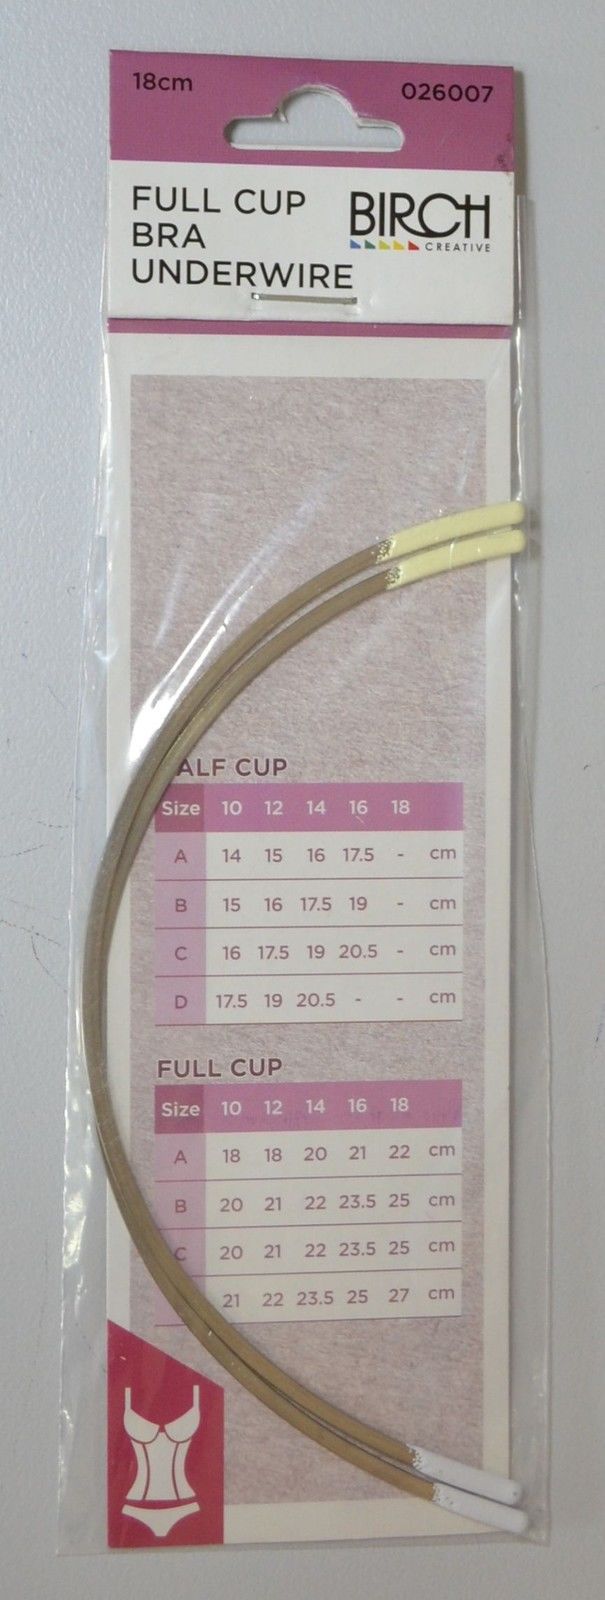 18cm
026007
FULL CUP
BRA
UNDERWIRE
BIRCH
CREATIVE
ALF CUP
Size 10 12 14 16 18
A 14 15 16 17.5 - cm
B 15 16 17.5 19 - cm
C 16 17.5 19 20.5 - cm
D 17.5 19 20.5 - - cm
FULL CUP
Size 10 12 14 16 18
A 18 18 20 21 22 cm
B 20 21 22 23.5 25 cm
C 20 21 22 23.5 25 cm
21 22 23.5 25 27 cm